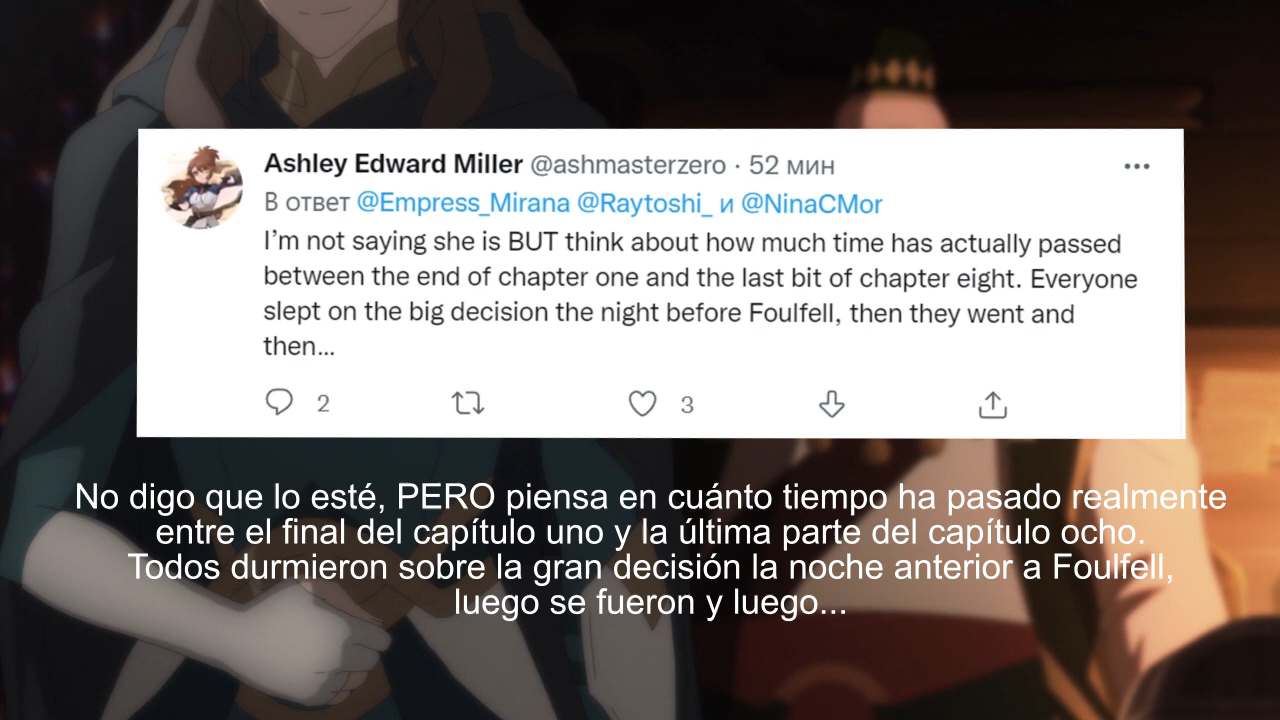 Ashley Edward Miller @ashmasterzero · 52 мин
В ответ @Empress_Mirana @Raytoshi_ и @NinaCMor
I’m not saying she is BUT think about how much time has actually passed
between the end of chapter one and the last bit of chapter eight. Everyone
slept on the big decision the night before Foulfell, then they went and
then...
2 3
No digo que lo esté, PERO piensa en cuánto tiempo ha pasado realmente
entre el final del capítulo uno y la última parte del capítulo ocho.
Todos durmieron sobre la gran decisión la noche anterior a Foulfell,
luego se fueron y luego...